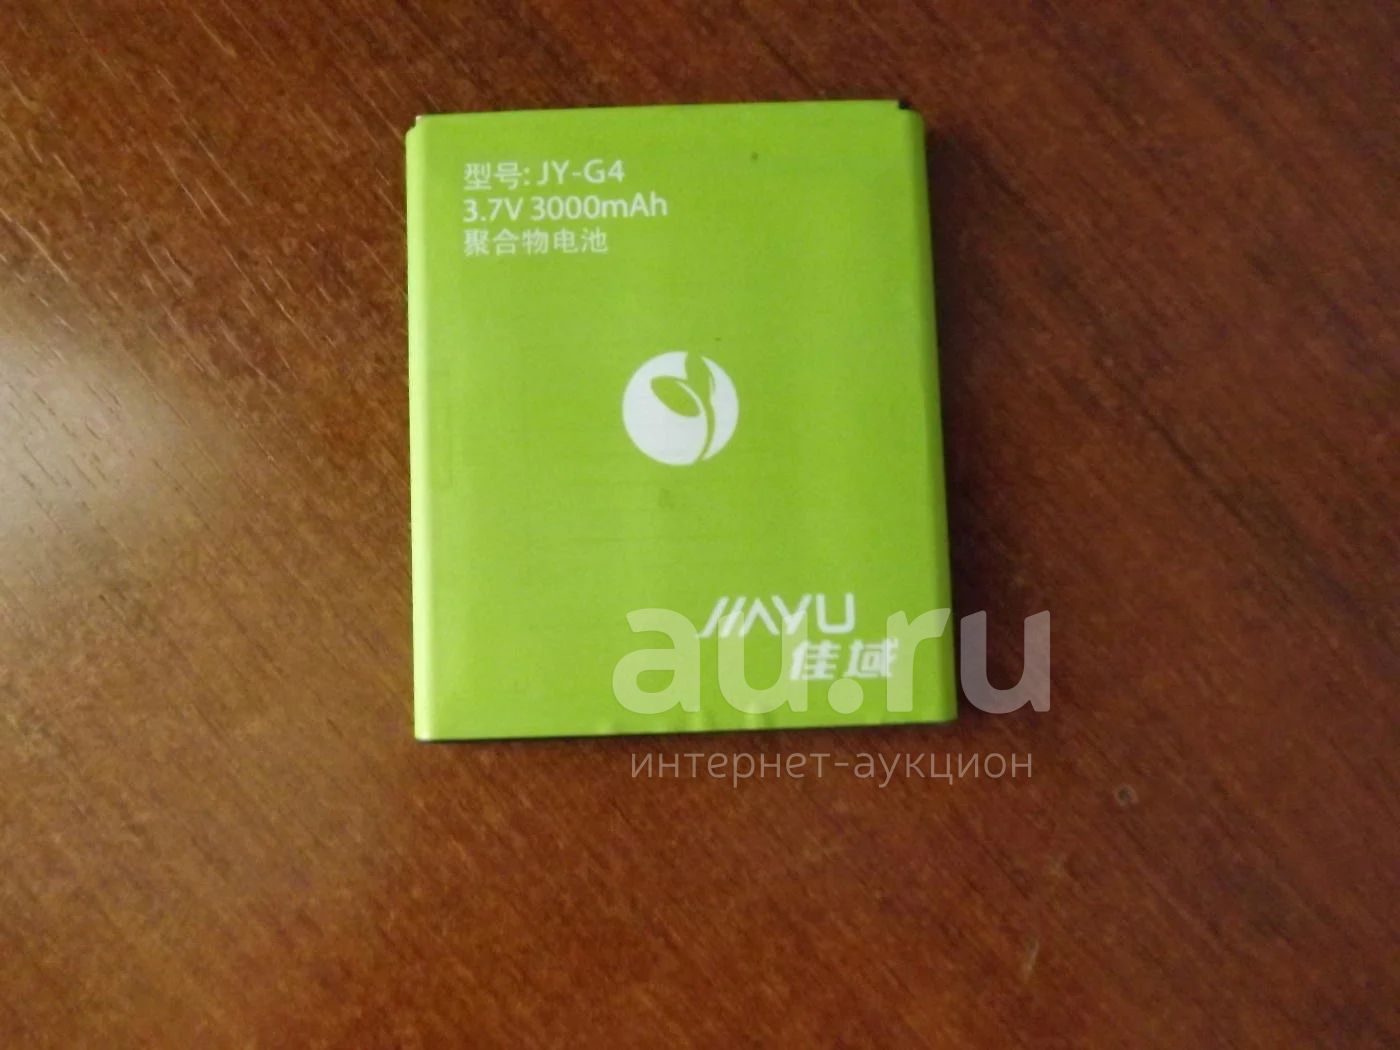 型号: JY-G4
3.7V 3000mAh
聚合物电池
JIAYU
佳域
au.ru
интернет-аукцион